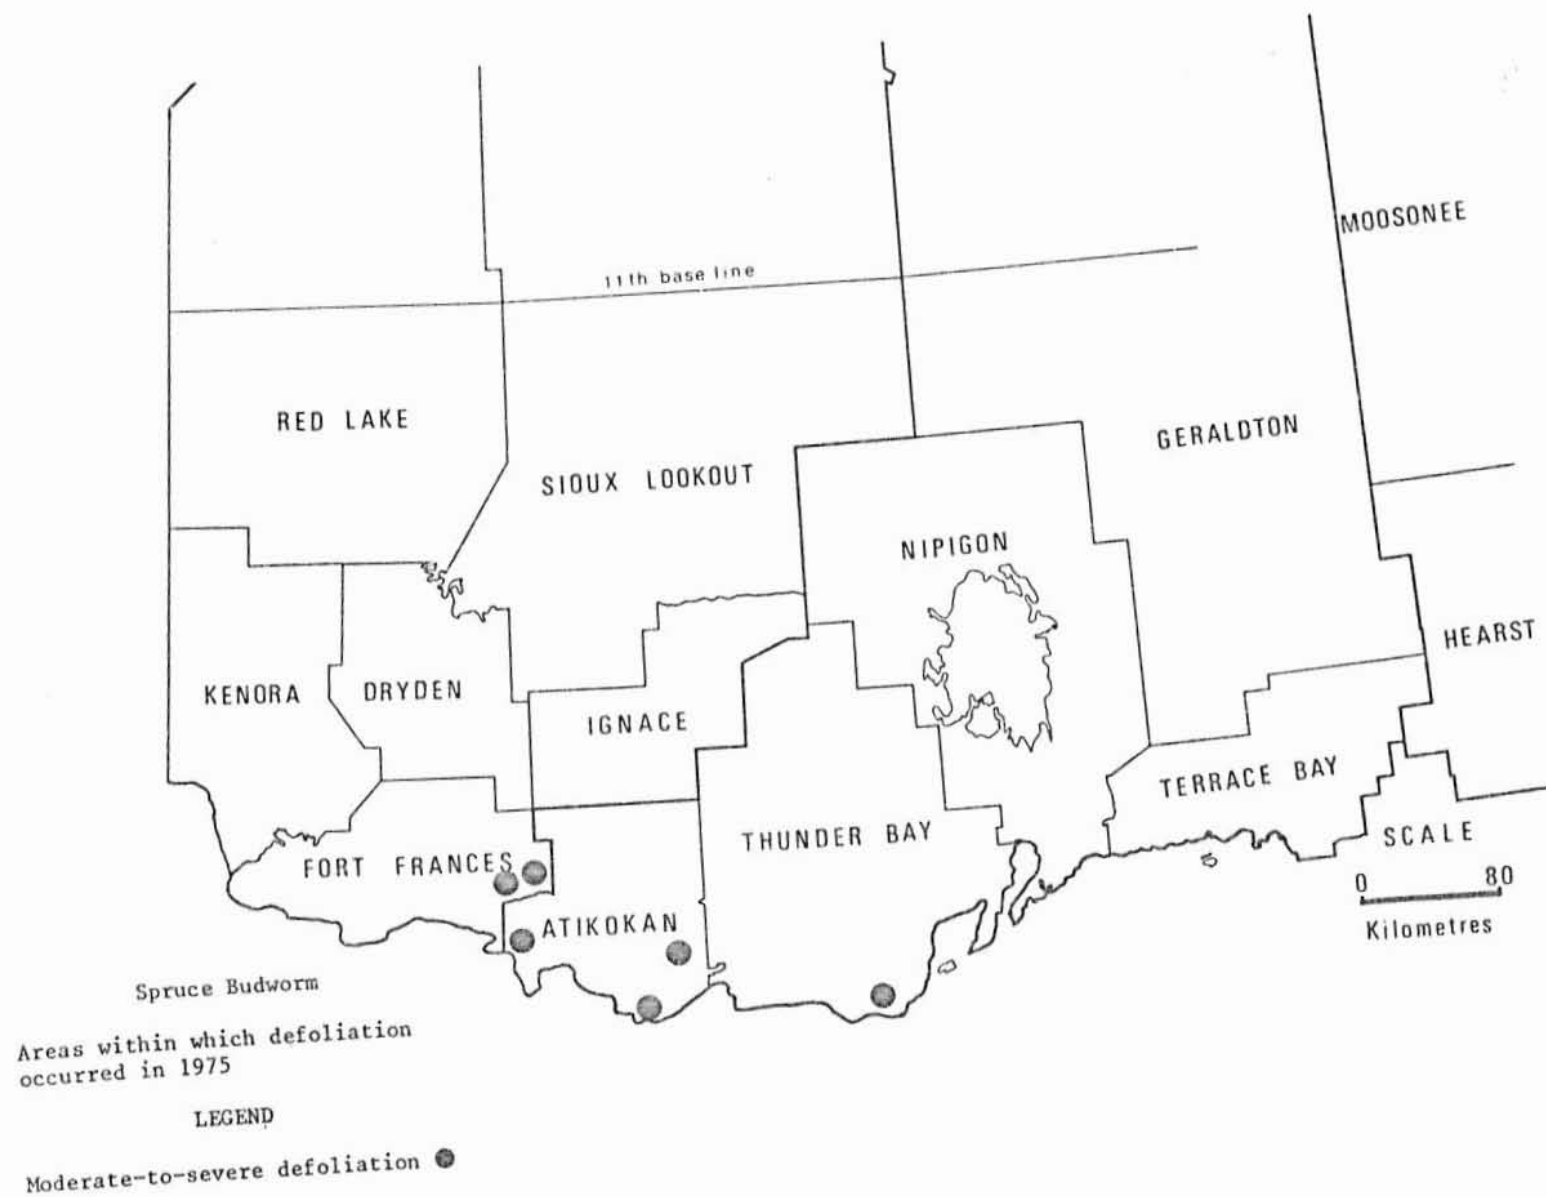 MOOSONEE
11th base line
RED LAKE
GERALDTON
SIOUX LOOKOUT
NIPIGON
HEARST
KENORA
DRYDEN
IGNACE
TERRACE BAY
THUNDER BAY
SCALE
FORT FRANCES
0 80
Kilometres
ATIKOKAN
Spruce Budworm
Areas within which defoliation
occurred in 1975
LEGEND
Moderate-to-severe defoliation